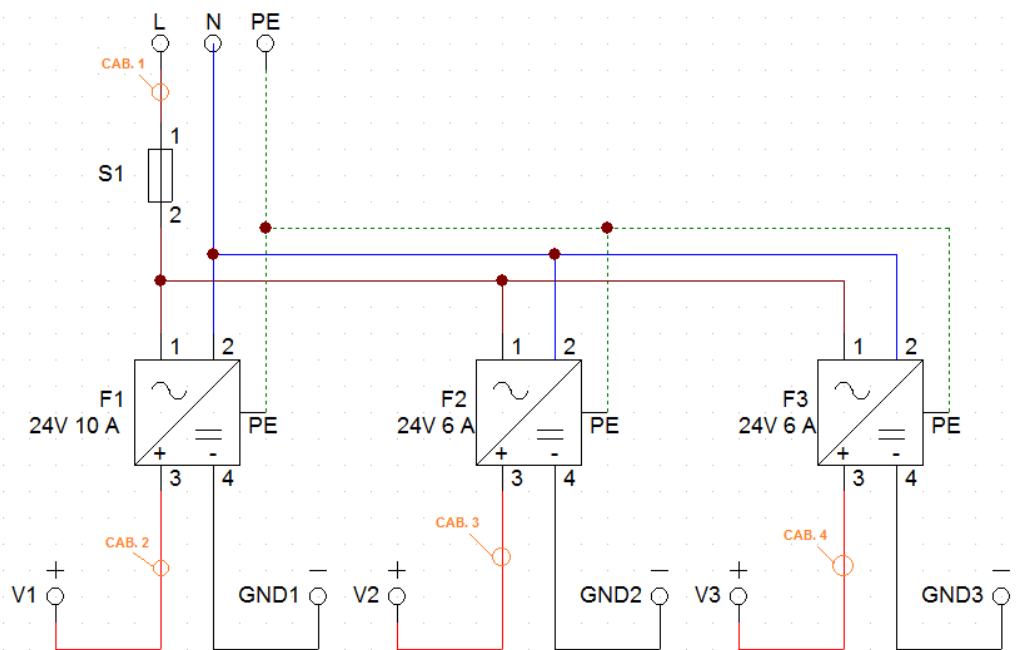 L N PE
CAB. 1
1
S1
2
1 2 1 2 1 2
F1 F2 F3
24V 10 A 24V 6 A 24V 6 A
PE PE PE
+ - + - + -
3 4 3 4 3 4
CAB. 2 CAB. 3 CAB. 4
+ − + − + −
V1 GND1 V2 GND2 V3 GND3